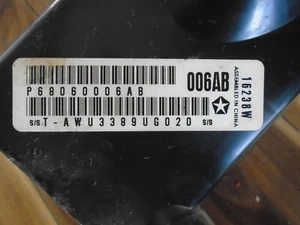 006AB
P68060006AB
S/S T-AWU3389UG020 S/S
ASSEMBLED IN CHINA
16238W